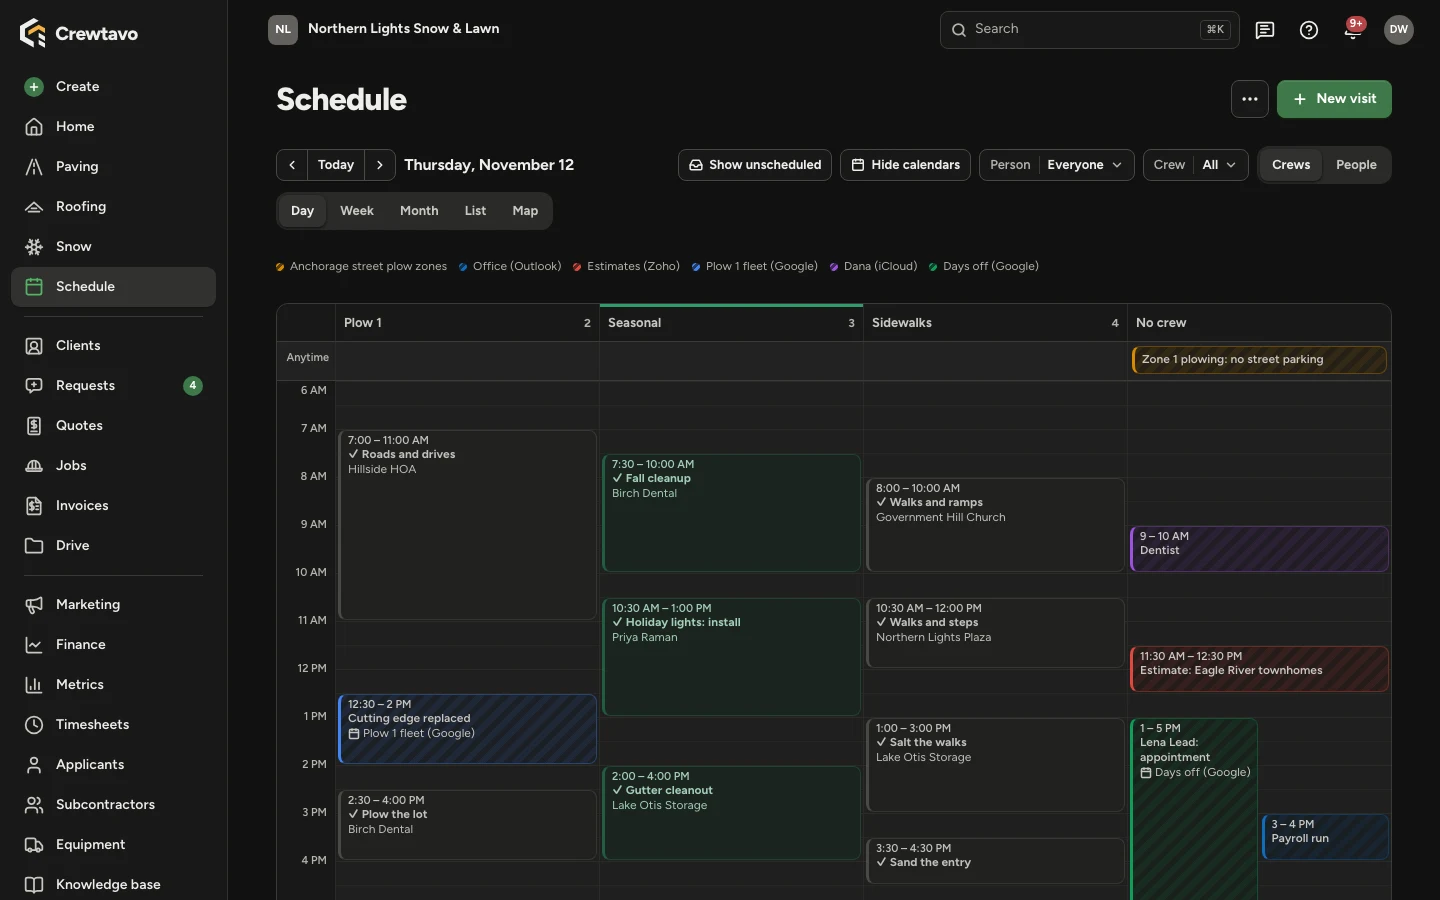 Crewtavo
NL
Northern Lights Snow & Lawn
Search
⌘K
9+
DW
Create
Home
Paving
Roofing
Snow
Schedule
Clients
Requests
4
Quotes
Jobs
Invoices
Drive
Marketing
Finance
Metrics
Timesheets
Applicants
Subcontractors
Equipment
Knowledge base
Schedule
New visit
Today
Thursday, November 12
Show unscheduled
Hide calendars
Person
Everyone
Crew
All
Crews
People
Day
Week
Month
List
Map
Anchorage street plow zones
Office (Outlook)
Estimates (Zoho)
Plow 1 fleet (Google)
Dana (iCloud)
Days off (Google)
Plow 1
2
Seasonal
3
Sidewalks
4
No crew
Anytime
Zone 1 plowing: no street parking
6 AM
7 AM
8 AM
9 AM
10 AM
11 AM
12 PM
1 PM
2 PM
3 PM
4 PM
7:00 – 11:00 AM
✓ Roads and drives
Hillside HOA
12:30 – 2 PM
Cutting edge replaced
Plow 1 fleet (Google)
2:30 – 4:00 PM
✓ Plow the lot
Birch Dental
7:30 – 10:00 AM
✓ Fall cleanup
Birch Dental
10:30 AM – 1:00 PM
✓ Holiday lights: install
Priya Raman
2:00 – 4:00 PM
✓ Gutter cleanout
Lake Otis Storage
8:00 – 10:00 AM
✓ Walks and ramps
Government Hill Church
10:30 AM – 12:00 PM
✓ Walks and steps
Northern Lights Plaza
1:00 – 3:00 PM
✓ Salt the walks
Lake Otis Storage
3:30 – 4:30 PM
✓ Sand the entry
9 – 10 AM
Dentist
11:30 AM – 12:30 PM
Estimate: Eagle River townhomes
1 – 5 PM
Lena Lead:
appointment
Days off (Google)
3 – 4 PM
Payroll run